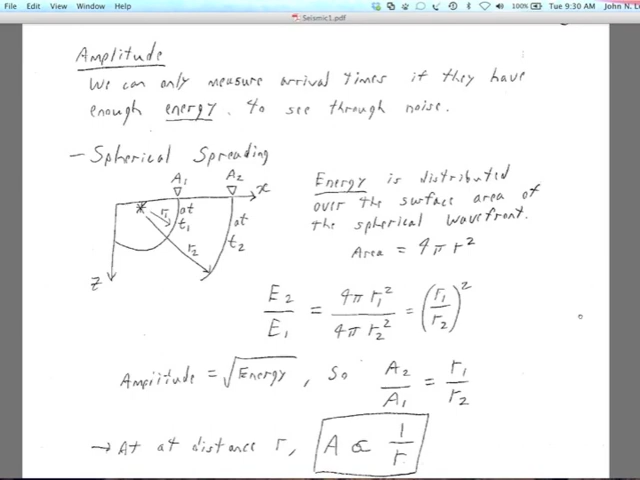 File Edit View Window Help
100% Tue 9:30 AM John N. L
Seismic1.pdf
Amplitude
We can only measure arrival times if they have
enough energy. to see through noise.
- Spherical Spreading
A1 A2
x
r1
at
t1
r2
at
t2
z
Energy is distributed
over the surface area of
the spherical wavefront.
Area = 4πr²
E2/E1 = 4πr1²/4πr2² = (r1/r2)²
Amplitude = √Energy, So A2/A1 = r1/r2
→ At at distance r, A ∝ 1/r